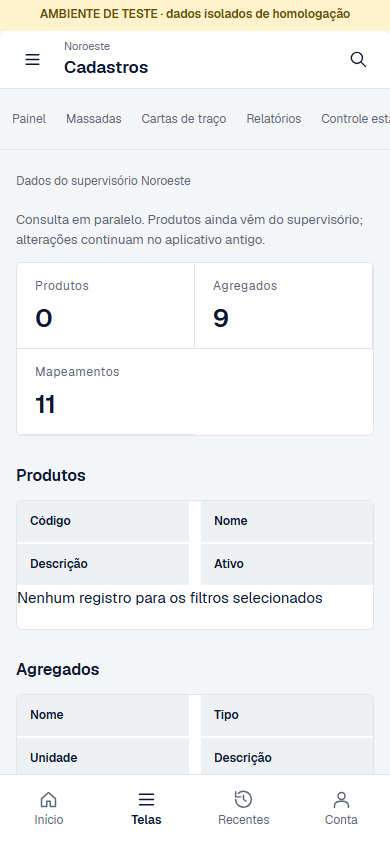 AMBIENTE DE TESTE · dados isolados de homologação
Noroeste
Cadastros
Painel Massadas Cartas de traço Relatórios Controle est
Dados do supervisório Noroeste
Consulta em paralelo. Produtos ainda vêm do supervisório;
alterações continuam no aplicativo antigo.
Produtos Agregados
0 9
Mapeamentos
11
Produtos
Código Nome
Descrição Ativo
Nenhum registro para os filtros selecionados
Agregados
Nome Tipo
Unidade Descrição
Início Telas Recentes Conta